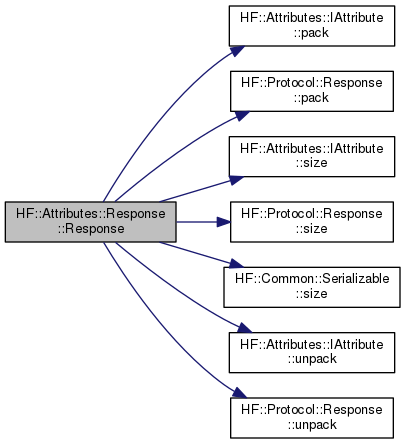 HF::Attributes::IAttribute
::pack
HF::Protocol::Response
::pack
HF::Attributes::IAttribute
::size
HF::Attributes::Response
::Response
HF::Protocol::Response
::size
HF::Common::Serializable
::size
HF::Attributes::IAttribute
::unpack
HF::Protocol::Response
::unpack